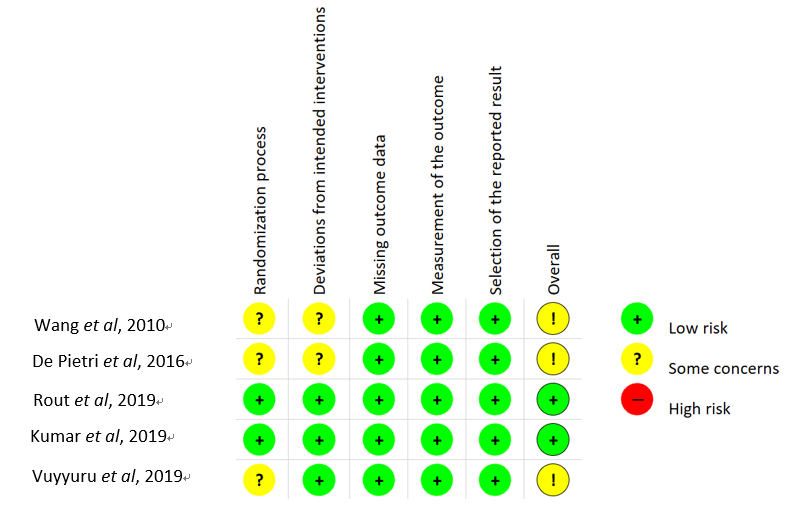 Randomization process
Deviations from intended interventions
Missing outcome data
Measurement of the outcome
Selection of the reported result
Overall
Wang et al, 2010↵ ? ? + + + !
De Pietri et al, 2016↵ ? ? + + + !
Rout et al, 2019↵ + + + + + +
Kumar et al, 2019↵ + + + + + +
Vuyyuru et al, 2019↵ ? + + + + !
+ Low risk
? Some concerns
– High risk